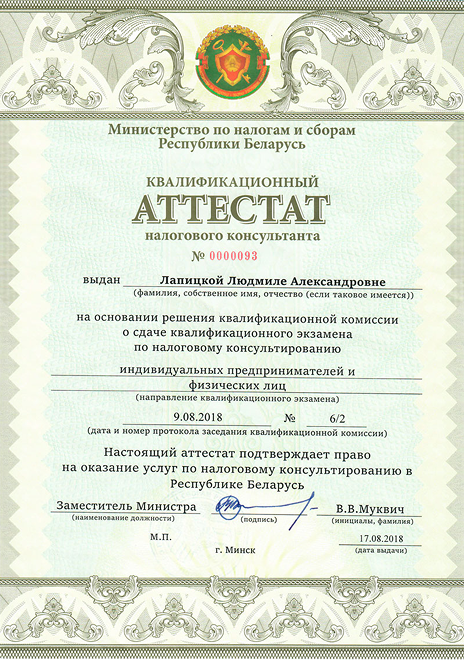 Министерство по налогам и сборам
Республики Беларусь
КВАЛИФИКАЦИОННЫЙ
АТТЕСТАТ
налогового консультанта
№ 0000093
выдан Лапицкой Людмиле Александровне
(фамилия, собственное имя, отчество (если таковое имеется))
на основании решения квалификационной комиссии
о сдаче квалификационного экзамена
по налоговому консультированию
индивидуальных предпринимателей и
физических лиц
(направление квалификационного экзамена)
9.08.2018 № 6/2
(дата и номер протокола заседания квалификационной комиссии)
Настоящий аттестат подтверждает право
на оказание услуг по налоговому консультированию в
Республике Беларусь
Заместитель Министра В.В.Муквич
(наименование должности) (подпись) (инициалы, фамилия)
М.П. 17.08.2018
г. Минск (дата выдачи)